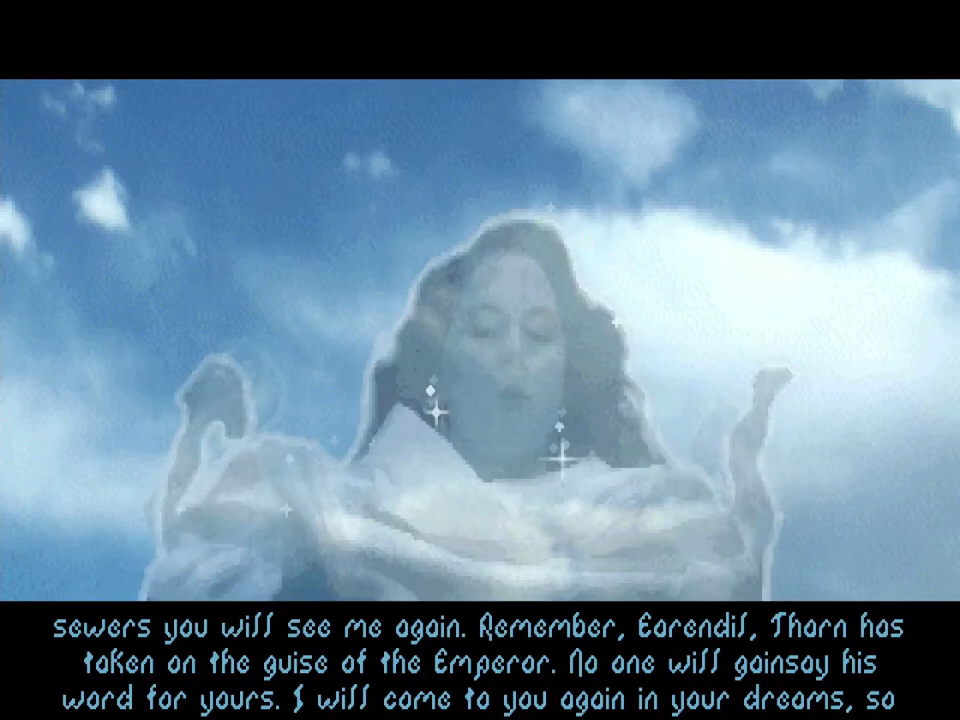 sewers you will see me again. Remember, Earendil, Tharn has
taken on the guise of the Emperor. No one will gainsay his
word for yours. I will come to you again in your dreams, so